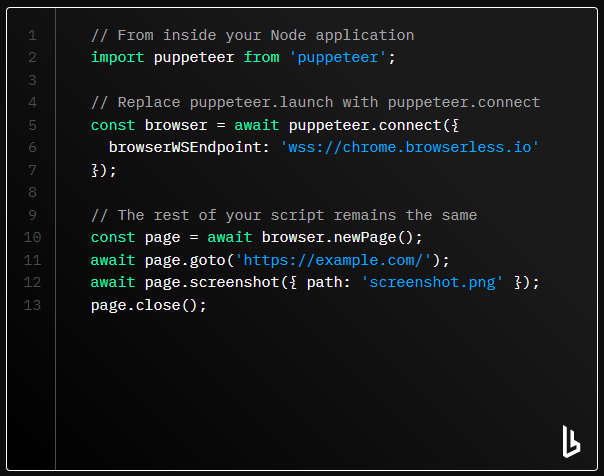 1 // From inside your Node application
2 import puppeteer from 'puppeteer';
3
4 // Replace puppeteer.launch with puppeteer.connect
5 const browser = await puppeteer.connect({
6   browserWSEndpoint: 'wss://chrome.browserless.io'
7 });
8
9 // The rest of your script remains the same
10 const page = await browser.newPage();
11 await page.goto('https://example.com/');
12 await page.screenshot({ path: 'screenshot.png' });
13 page.close();